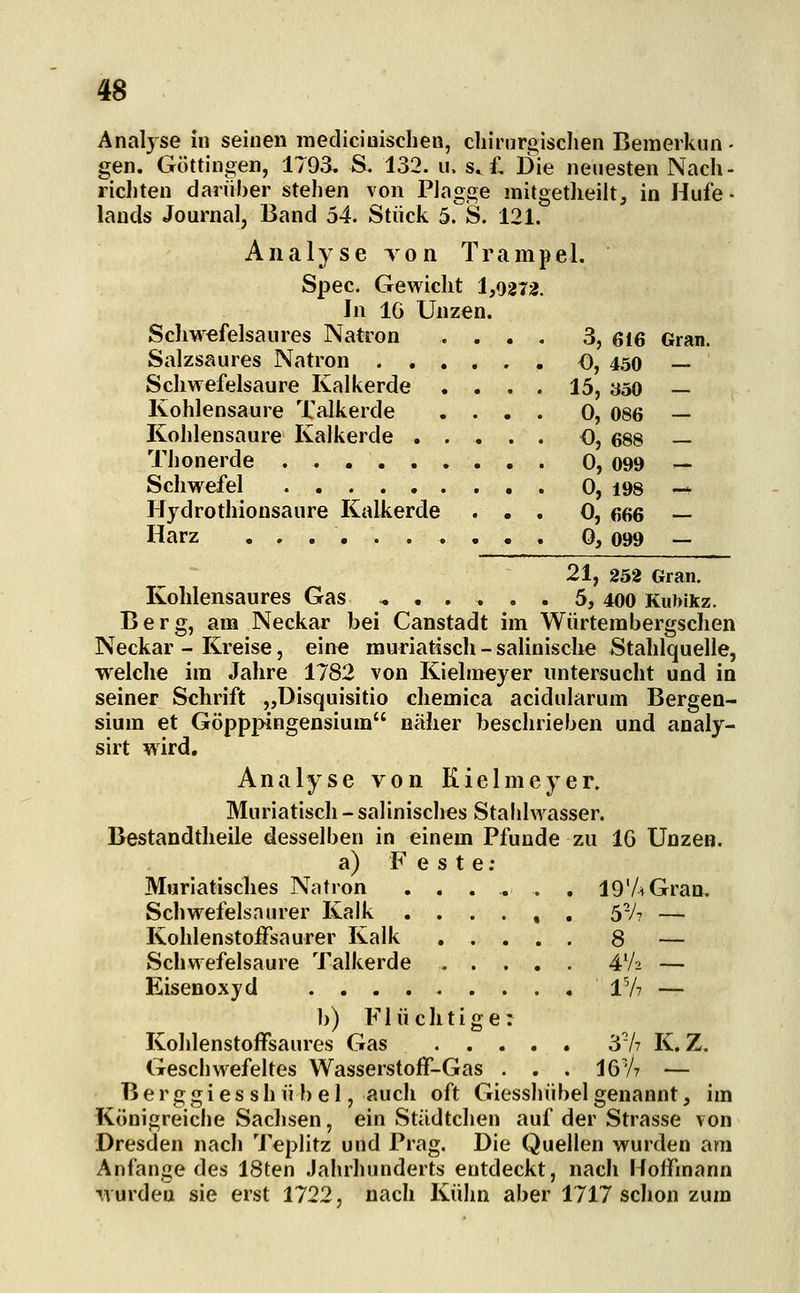 48
Analyse in seinen medicinischen, chirurgischen Bemerkun-
gen. Göttingen, 1793. S. 132. u. s. f. Die neuesten Nach-
richten darüber stehen von Plagge mitgetheilt, in Hufe-
lands Journal, Band 54. Stück 5. S. 121.
Analyse von Trampel.
Spec. Gewicht 1,0272.
In 16 Unzen.
Schwefelsaures Natron . . . . 3, 616 Gran.
Salzsaures Natron . . . . . . 0, 450 —
Schwefelsaure Kalkerde . . . . 15, 350 —
Kohlensaure Talkerde . . . . 0, 086 —
Kohlensaure Kalkerde . . . . . 0, 688 —
Thonerde . . . . . . . . . 0, 099 —
Schwefel . . . . . . . . . 0, 198 —
Hydrothionsaure Kalkerde . . . 0, 666 —
Harz . . . . . . . . . . 0, 099 —
21, 252 Gran.
Kohlensaures Gas . . . . . . 5, 400 Kubikz.
Berg, am Neckar bei Canstadt im Würtembergschen
Neckar-Kreise, eine muriatisch-salinische Stahlquelle,
welche im Jahre 1782 von Kielmeyer untersucht und in
seiner Schrift „Disquisitio chemica acidularum Bergen-
sium et Göpppingensium“ näher beschrieben und analy-
sirt wird.
Analyse von Kielmeyer.
Muriatisch-salinisches Stahlwasser.
Bestandtheile desselben in einem Pfunde zu 16 Unzen.
a) Feste:
Muriatisches Natron . . . . . . 19¹/₄ Gran.
Schwefelsaurer Kalk . . . . . . 5²/₇ —
Kohlenstoffsaurer Kalk . . . . . 8 —
Schwefelsaure Talkerde . . . . . 4¹/₂ —
Eisenoxyd . . . . . . . . . . 1⁵/₇ —
b) Flüchtige:
Kohlenstoffsaures Gas . . . . . 3²/₇ K. Z.
Geschwefeltes Wasserstoff-Gas . . . 16³/₇ —
Berggiesshübel, auch oft Giesshübel genannt, im
Königreiche Sachsen, ein Städtchen auf der Strasse von
Dresden nach Teplitz und Prag. Die Quellen wurden am
Anfange des 18ten Jahrhunderts entdeckt, nach Hoffmann
wurden sie erst 1722, nach Kühn aber 1717 schon zum